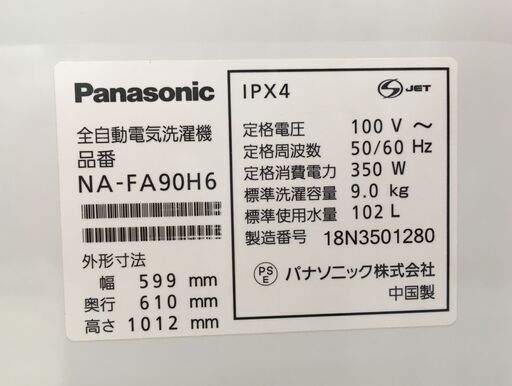 Panasonic
全自動電気洗濯機
品番
NA-FA90H6
外形寸法
幅 599 mm
奥行 610 mm
高さ 1012 mm
IPX4
S JET
定格電圧 100 V ～
定格周波数 50/60 Hz
定格消費電力 350 W
標準洗濯容量 9.0 kg
標準使用水量 102 L
製造番号 18N3501280
PS E パナソニック株式会社
中国製